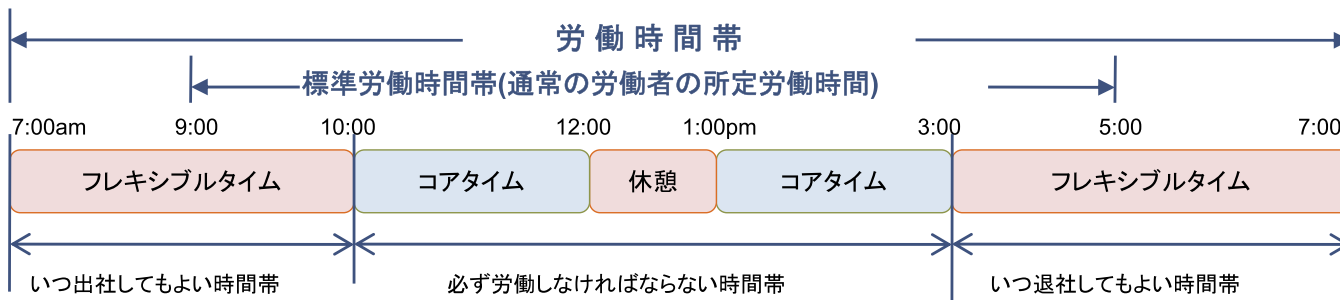 労働時間帯
標準労働時間帯(通常の労働者の所定労働時間)
7:00am 9:00 10:00 12:00 1:00pm 3:00 5:00 7:00
フレキシブルタイム コアタイム 休憩 コアタイム フレキシブルタイム
いつ出社してもよい時間帯 必ず労働しなければならない時間帯 いつ退社してもよい時間帯